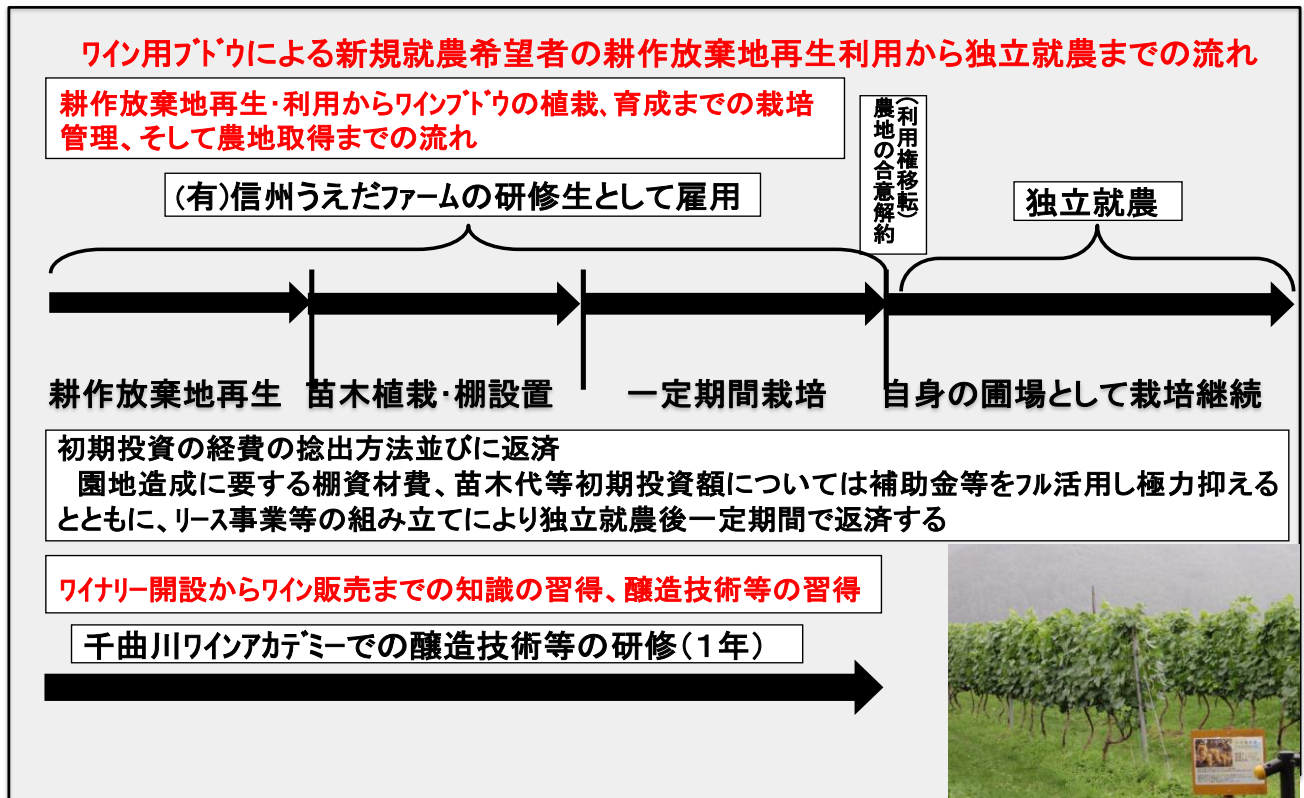 ﾜｲﾝ用ﾌﾞﾄﾞｳによる新規就農希望者の耕作放棄地再生利用から独立就農までの流れ
耕作放棄地再生・利用からﾜｲﾝﾌﾞﾄﾞｳの植栽、育成までの栽培
管理、そして農地取得までの流れ
農地の合意解約
（利用権移転）
(有)信州うえだﾌｧｰﾑの研修生として雇用
独立就農
耕作放棄地再生
苗木植栽・棚設置
一定期間栽培
自身の圃場として栽培継続
初期投資の経費の捻出方法並びに返済
園地造成に要する棚資材費、苗木代等初期投資額については補助金等をﾌﾙ活用し極力抑える
とともに、ﾘｰｽ事業等の組み立てにより独立就農後一定期間で返済する
ﾜｲﾅﾘｰ開設からﾜｲﾝ販売までの知識の習得、醸造技術等の習得
千曲川ﾜｲﾝｱｶﾃﾞﾐｰでの醸造技術等の研修（１年）